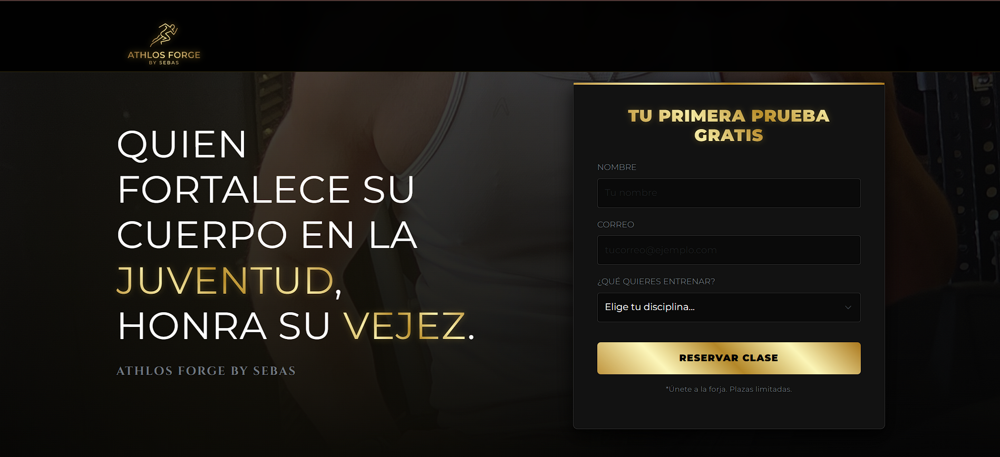 ATHLOS FORGE
BY SEBAS
QUIEN
FORTALECE SU
CUERPO EN LA
JUVENTUD,
HONRA SU VEJEZ.
ATHLOS FORGE BY SEBAS
TU PRIMERA PRUEBA
GRATIS
NOMBRE
Tu nombre
CORREO
tucorreo@ejemplo.com
¿QUÉ QUIERES ENTRENAR?
Elige tu disciplina...
RESERVAR CLASE
*Únete a la forja. Plazas limitadas.